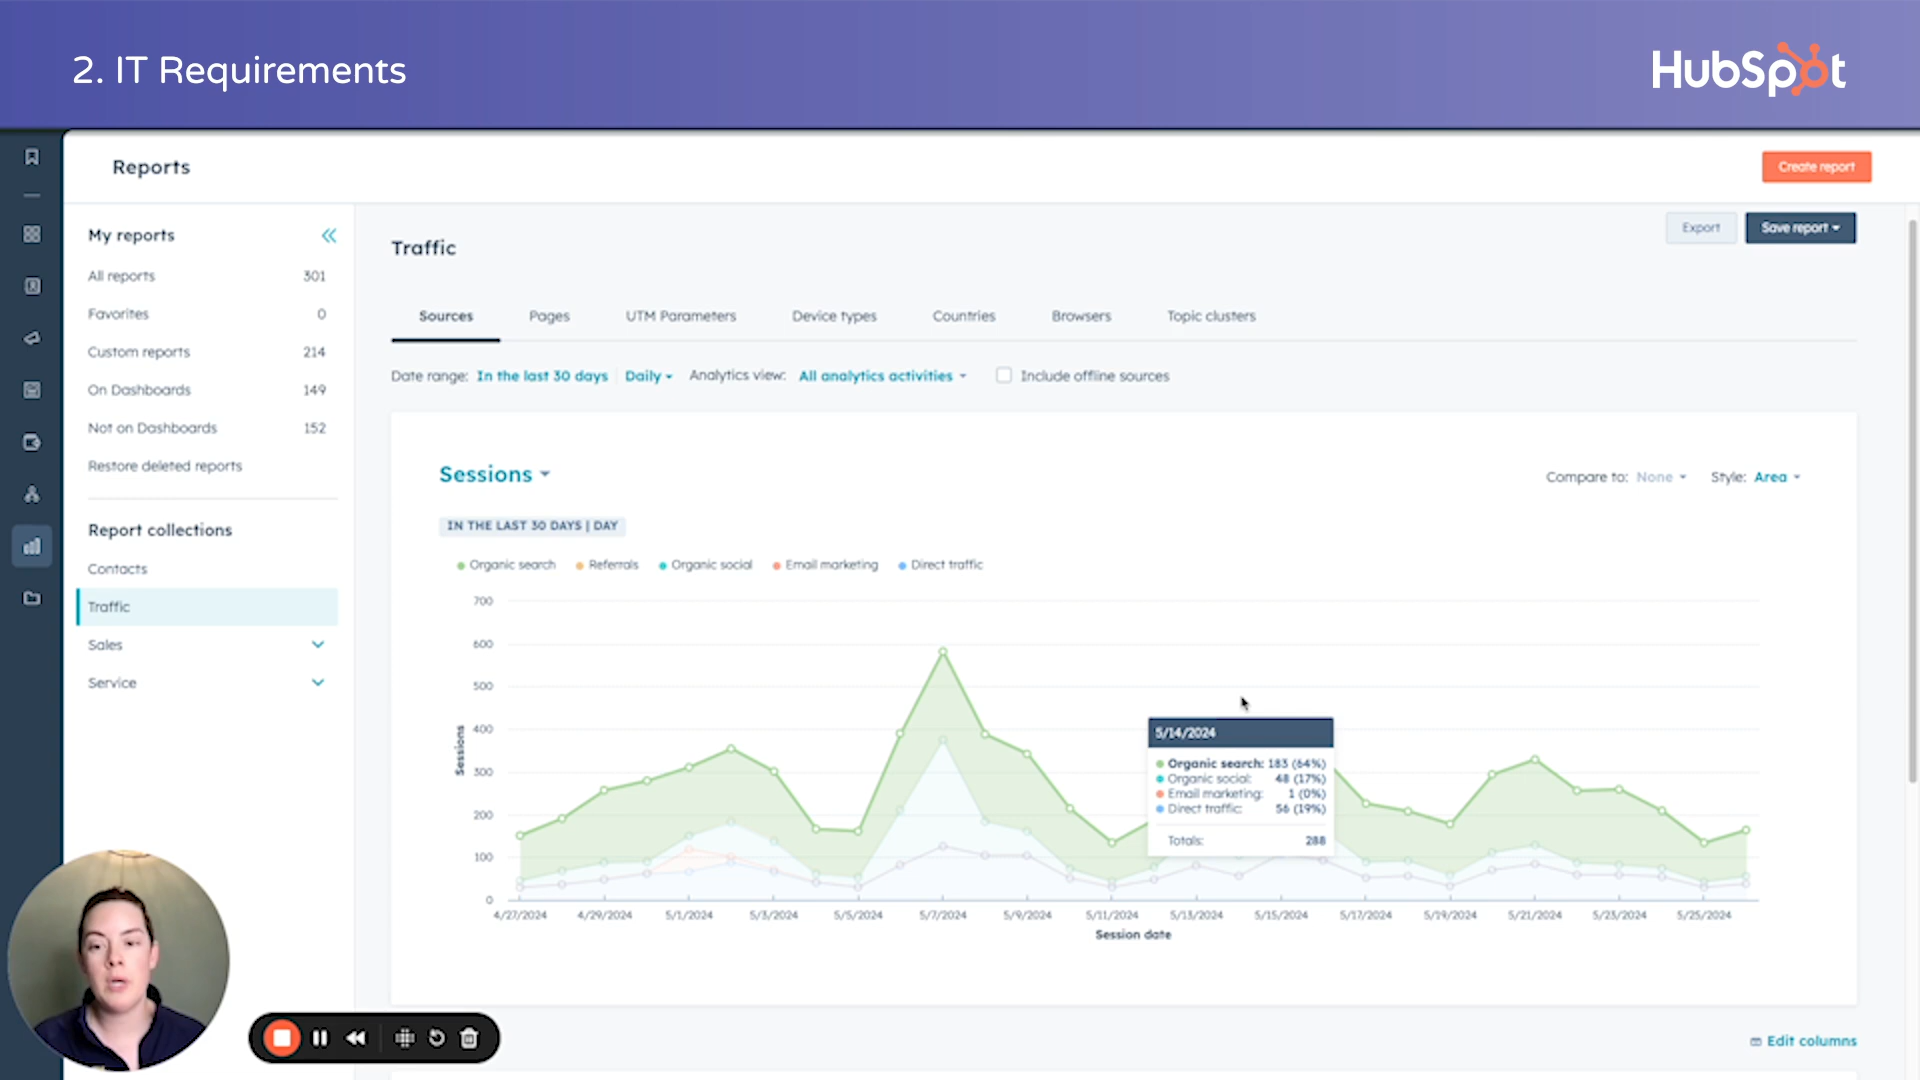 2. IT Requirements
HubSpot
Reports
Create report
My reports
All reports 301
Favorites 0
Custom reports 214
On Dashboards 149
Not on Dashboards 152
Restore deleted reports
Report collections
Contacts
Traffic
Sales
Service
Traffic
Export
Save report
Sources Pages UTM Parameters Device types Countries Browsers Topic clusters
Date range: In the last 30 days Daily Analytics view: All analytics activities Include offline sources
Sessions
Compare to: None Style: Area
IN THE LAST 30 DAYS | DAY
Organic search Referrals Organic social Email marketing Direct traffic
700
600
500
400
300
200
100
0
Sessions
5/14/2024
Organic search: 183 (64%)
Organic social: 48 (17%)
Email marketing: 1 (0%)
Direct traffic: 56 (19%)
Totals: 288
4/27/2024 4/29/2024 5/1/2024 5/3/2024 5/5/2024 5/7/2024 5/9/2024 5/11/2024 5/13/2024 5/15/2024 5/17/2024 5/19/2024 5/21/2024 5/23/2024 5/25/2024
Session date
Edit columns